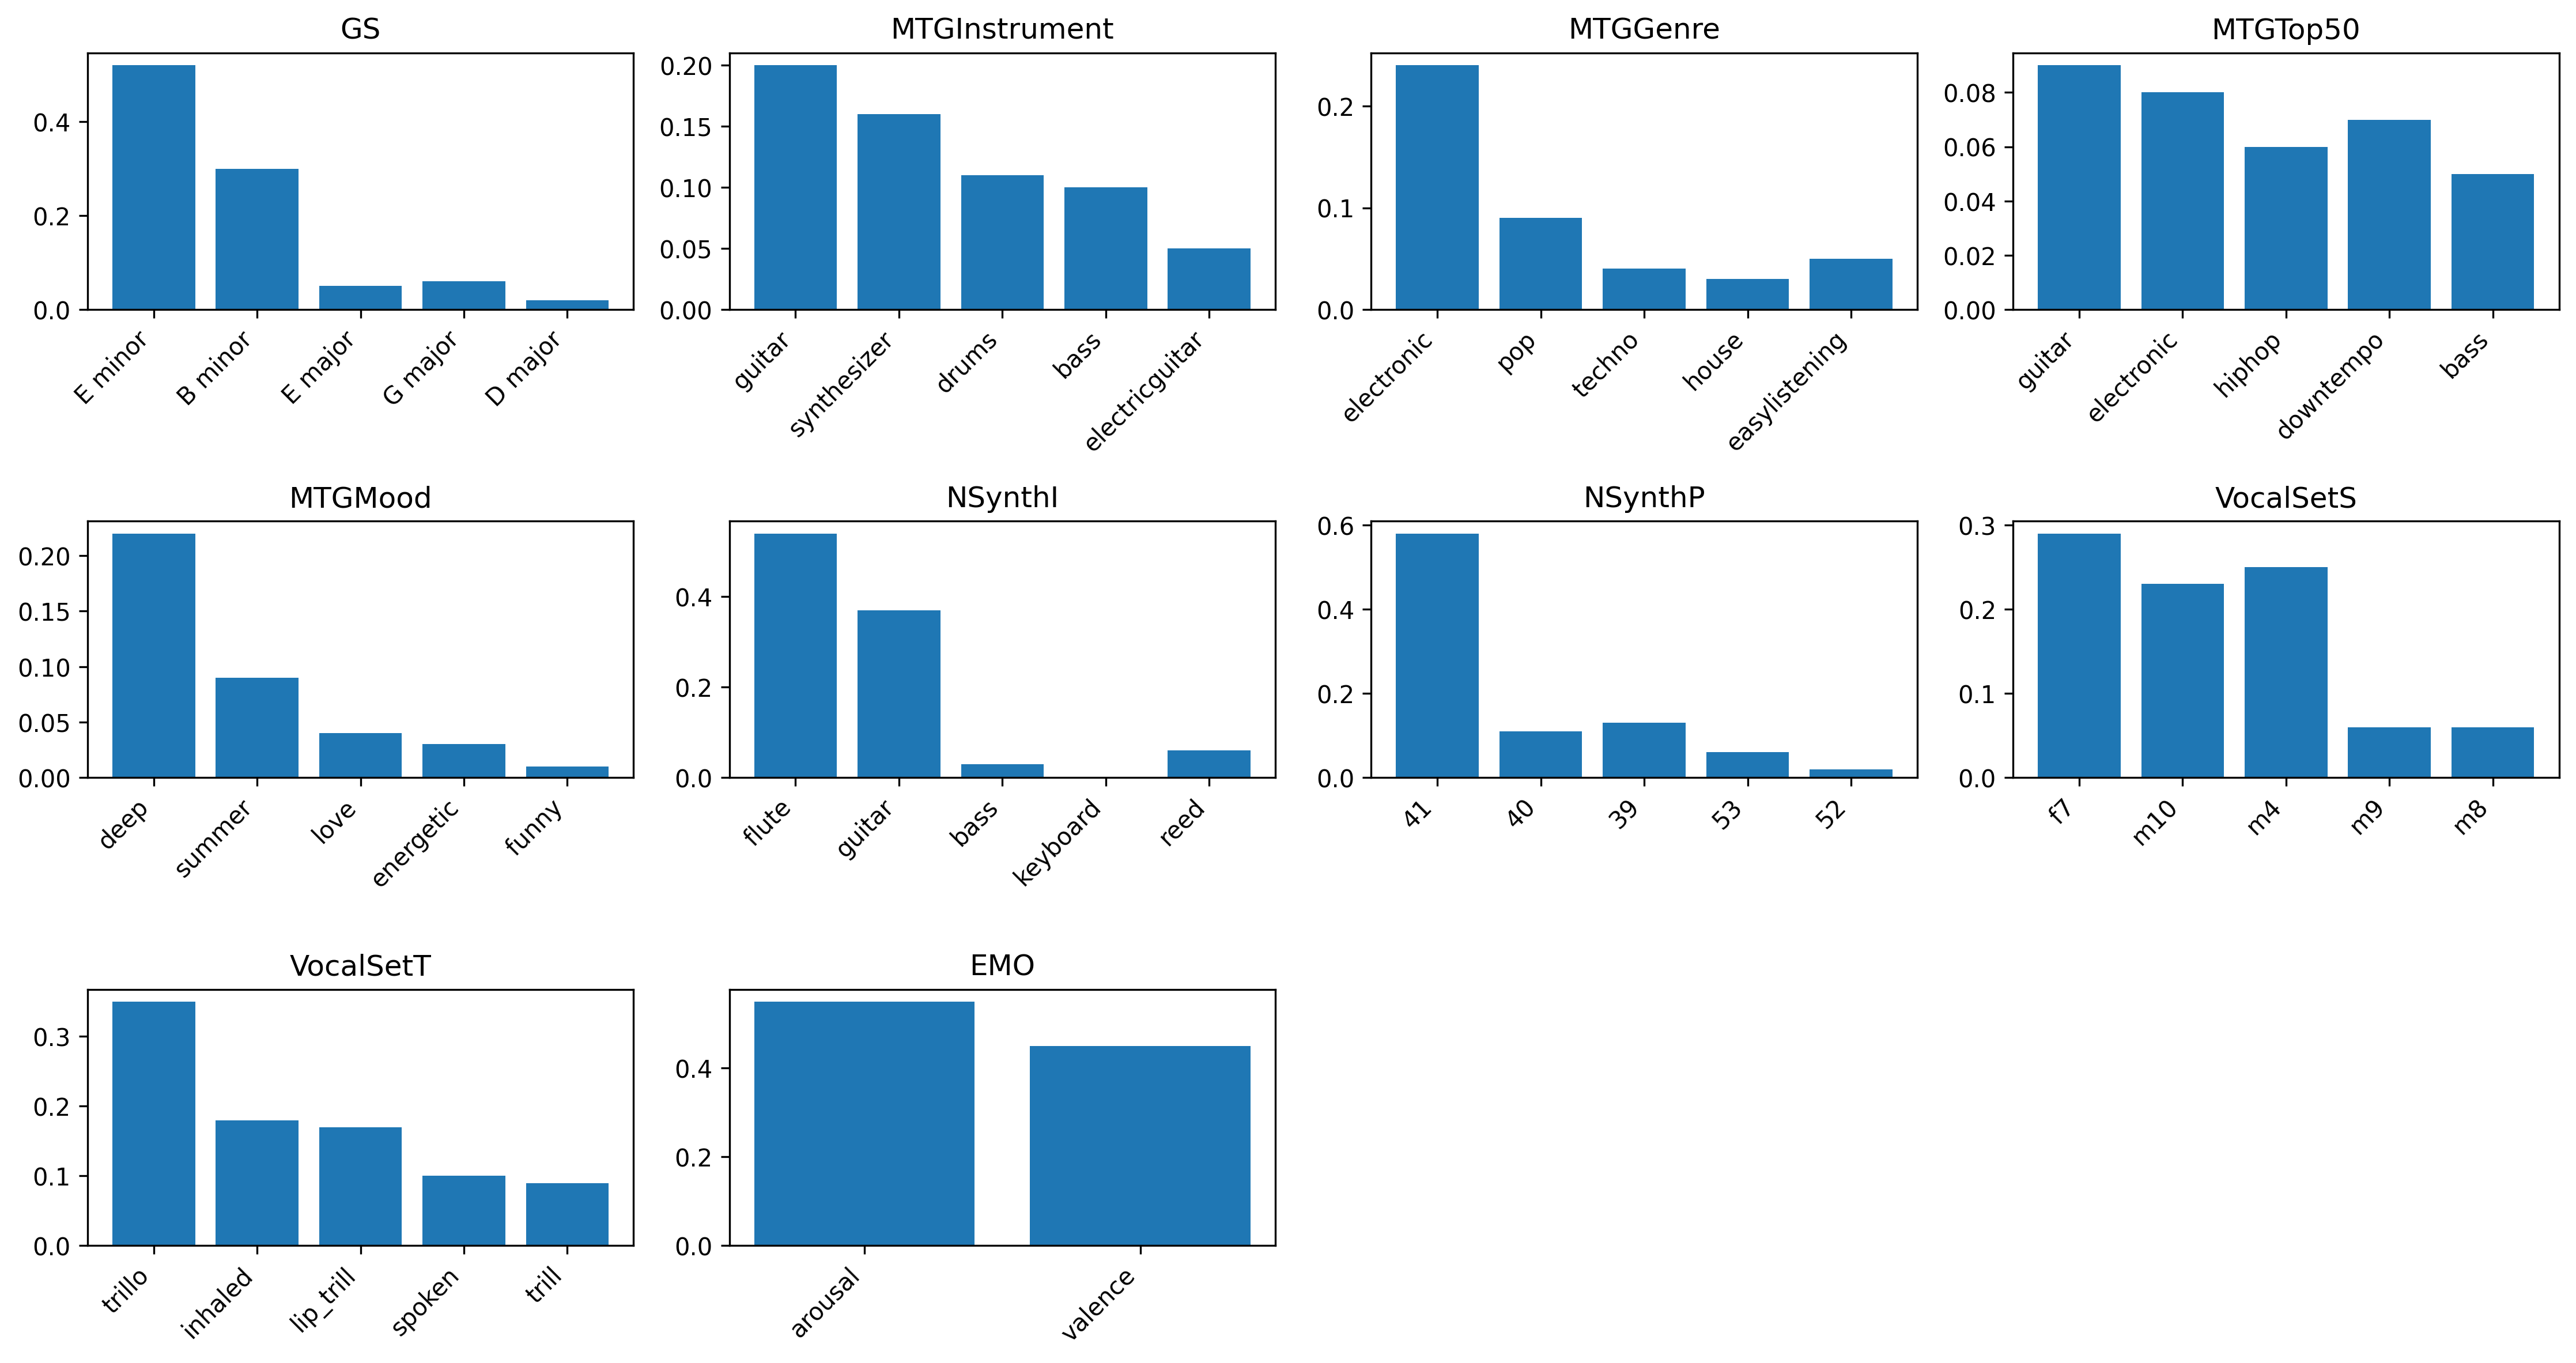 GS
0.4
0.2
0.0
E minor
B minor
E major
G major
D major
MTGInstrument
0.20
0.15
0.10
0.05
0.00
guitar
synthesizer
drums
bass
electricguitar
MTGGenre
0.2
0.1
0.0
electronic
pop
techno
house
easylistening
MTGTop50
0.08
0.06
0.04
0.02
0.00
guitar
electronic
hiphop
downtempo
bass
MTGMood
0.20
0.15
0.10
0.05
0.00
deep
summer
love
energetic
funny
NSynthI
0.4
0.2
0.0
flute
guitar
bass
keyboard
reed
NSynthP
0.6
0.4
0.2
0.0
41
40
39
53
52
VocalSetS
0.3
0.2
0.1
0.0
f7
m10
m4
m9
m8
VocalSetT
0.3
0.2
0.1
0.0
trillo
inhaled
lip_trill
spoken
trill
EMO
0.4
0.2
0.0
arousal
valence